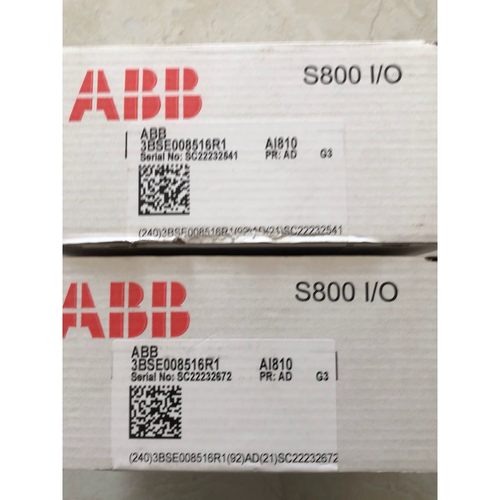 ABB S800 I/O
ABB
3BSE008516R1 AI810
Serial No: SC22232541 PR: AD G3
(240)3BSE008516R1(92)AD(21)SC22232541
ABB S800 I/O
ABB
3BSE008516R1 AI810
Serial No: SC22232672 PR: AD G3
(240)3BSE008516R1(92)AD(21)SC22232672